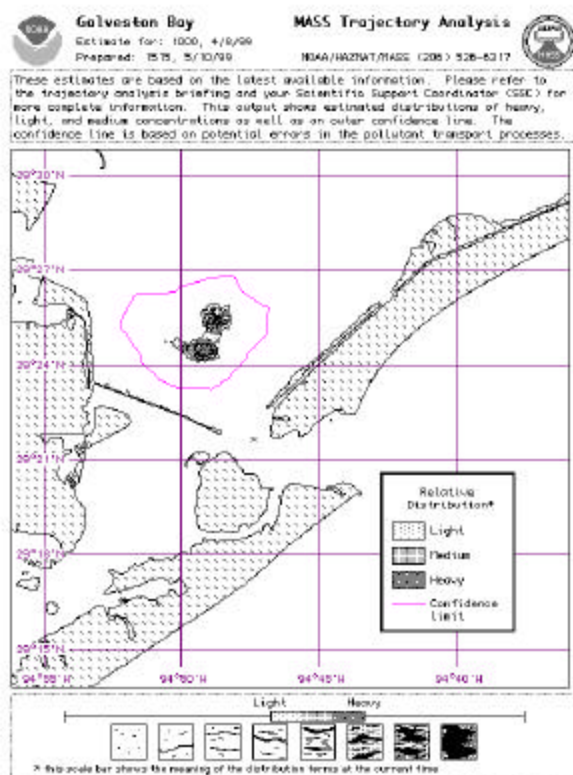 NOAA
Galveston Bay
MASS Trajectory Analysis
Estimate for: 1000, 4/8/99
Prepared: 1515, 5/10/99
NOAA/HAZMAT/MASS (206) 526-6317
These estimates are based on the latest available information. Please refer to
the trajectory analysis briefing and your Scientific Support Coordinator (SSC) for
more complete information. This output shows estimated distributions of heavy,
light, and medium concentrations as well as an outer confidence line. The
confidence line is based on potential errors in the pollutant transport processes.
29°30'N
29°27'N
29°24'N
29°21'N
29°18'N
29°15'N
94°50'W
94°45'W
94°40'W
Relative
Distribution*
Light
Medium
Heavy
Confidence
limit
Light
Heavy
* This scale bar shows the meaning of the distribution terms at the current time